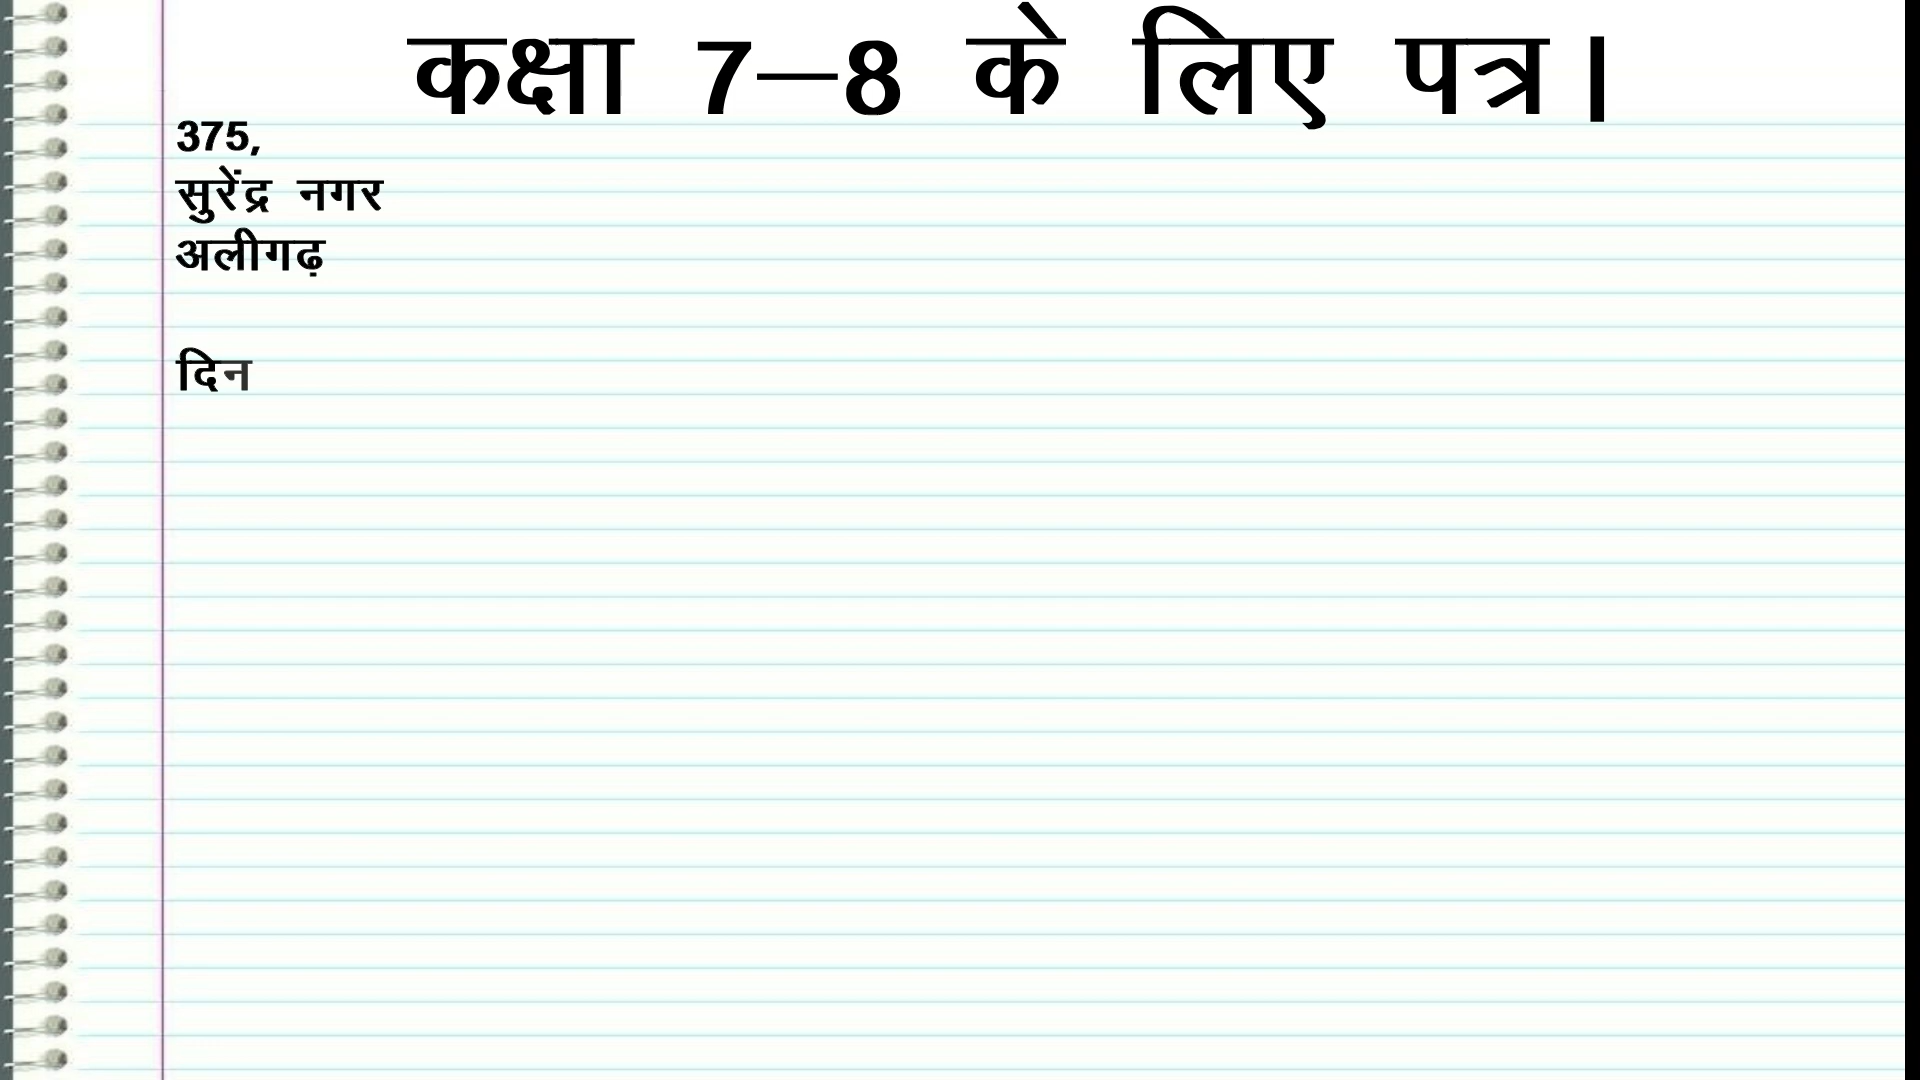 कक्षा 7–8 के लिए पत्र।
375,
सुरेंद्र नगर
अलीगढ़
दिन